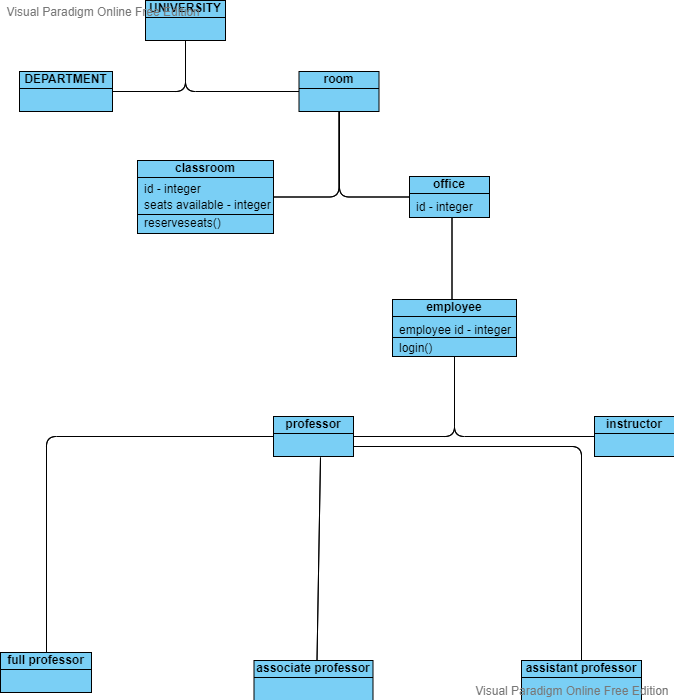 Visual Paradigm Online Free Edition
UNIVERSITY
DEPARTMENT
room
classroom
id - integer
seats available - integer
reserveseats()
office
id - integer
employee
employee id - integer
login()
professor
instructor
full professor
associate professor
assistant professor
Visual Paradigm Online Free Edition